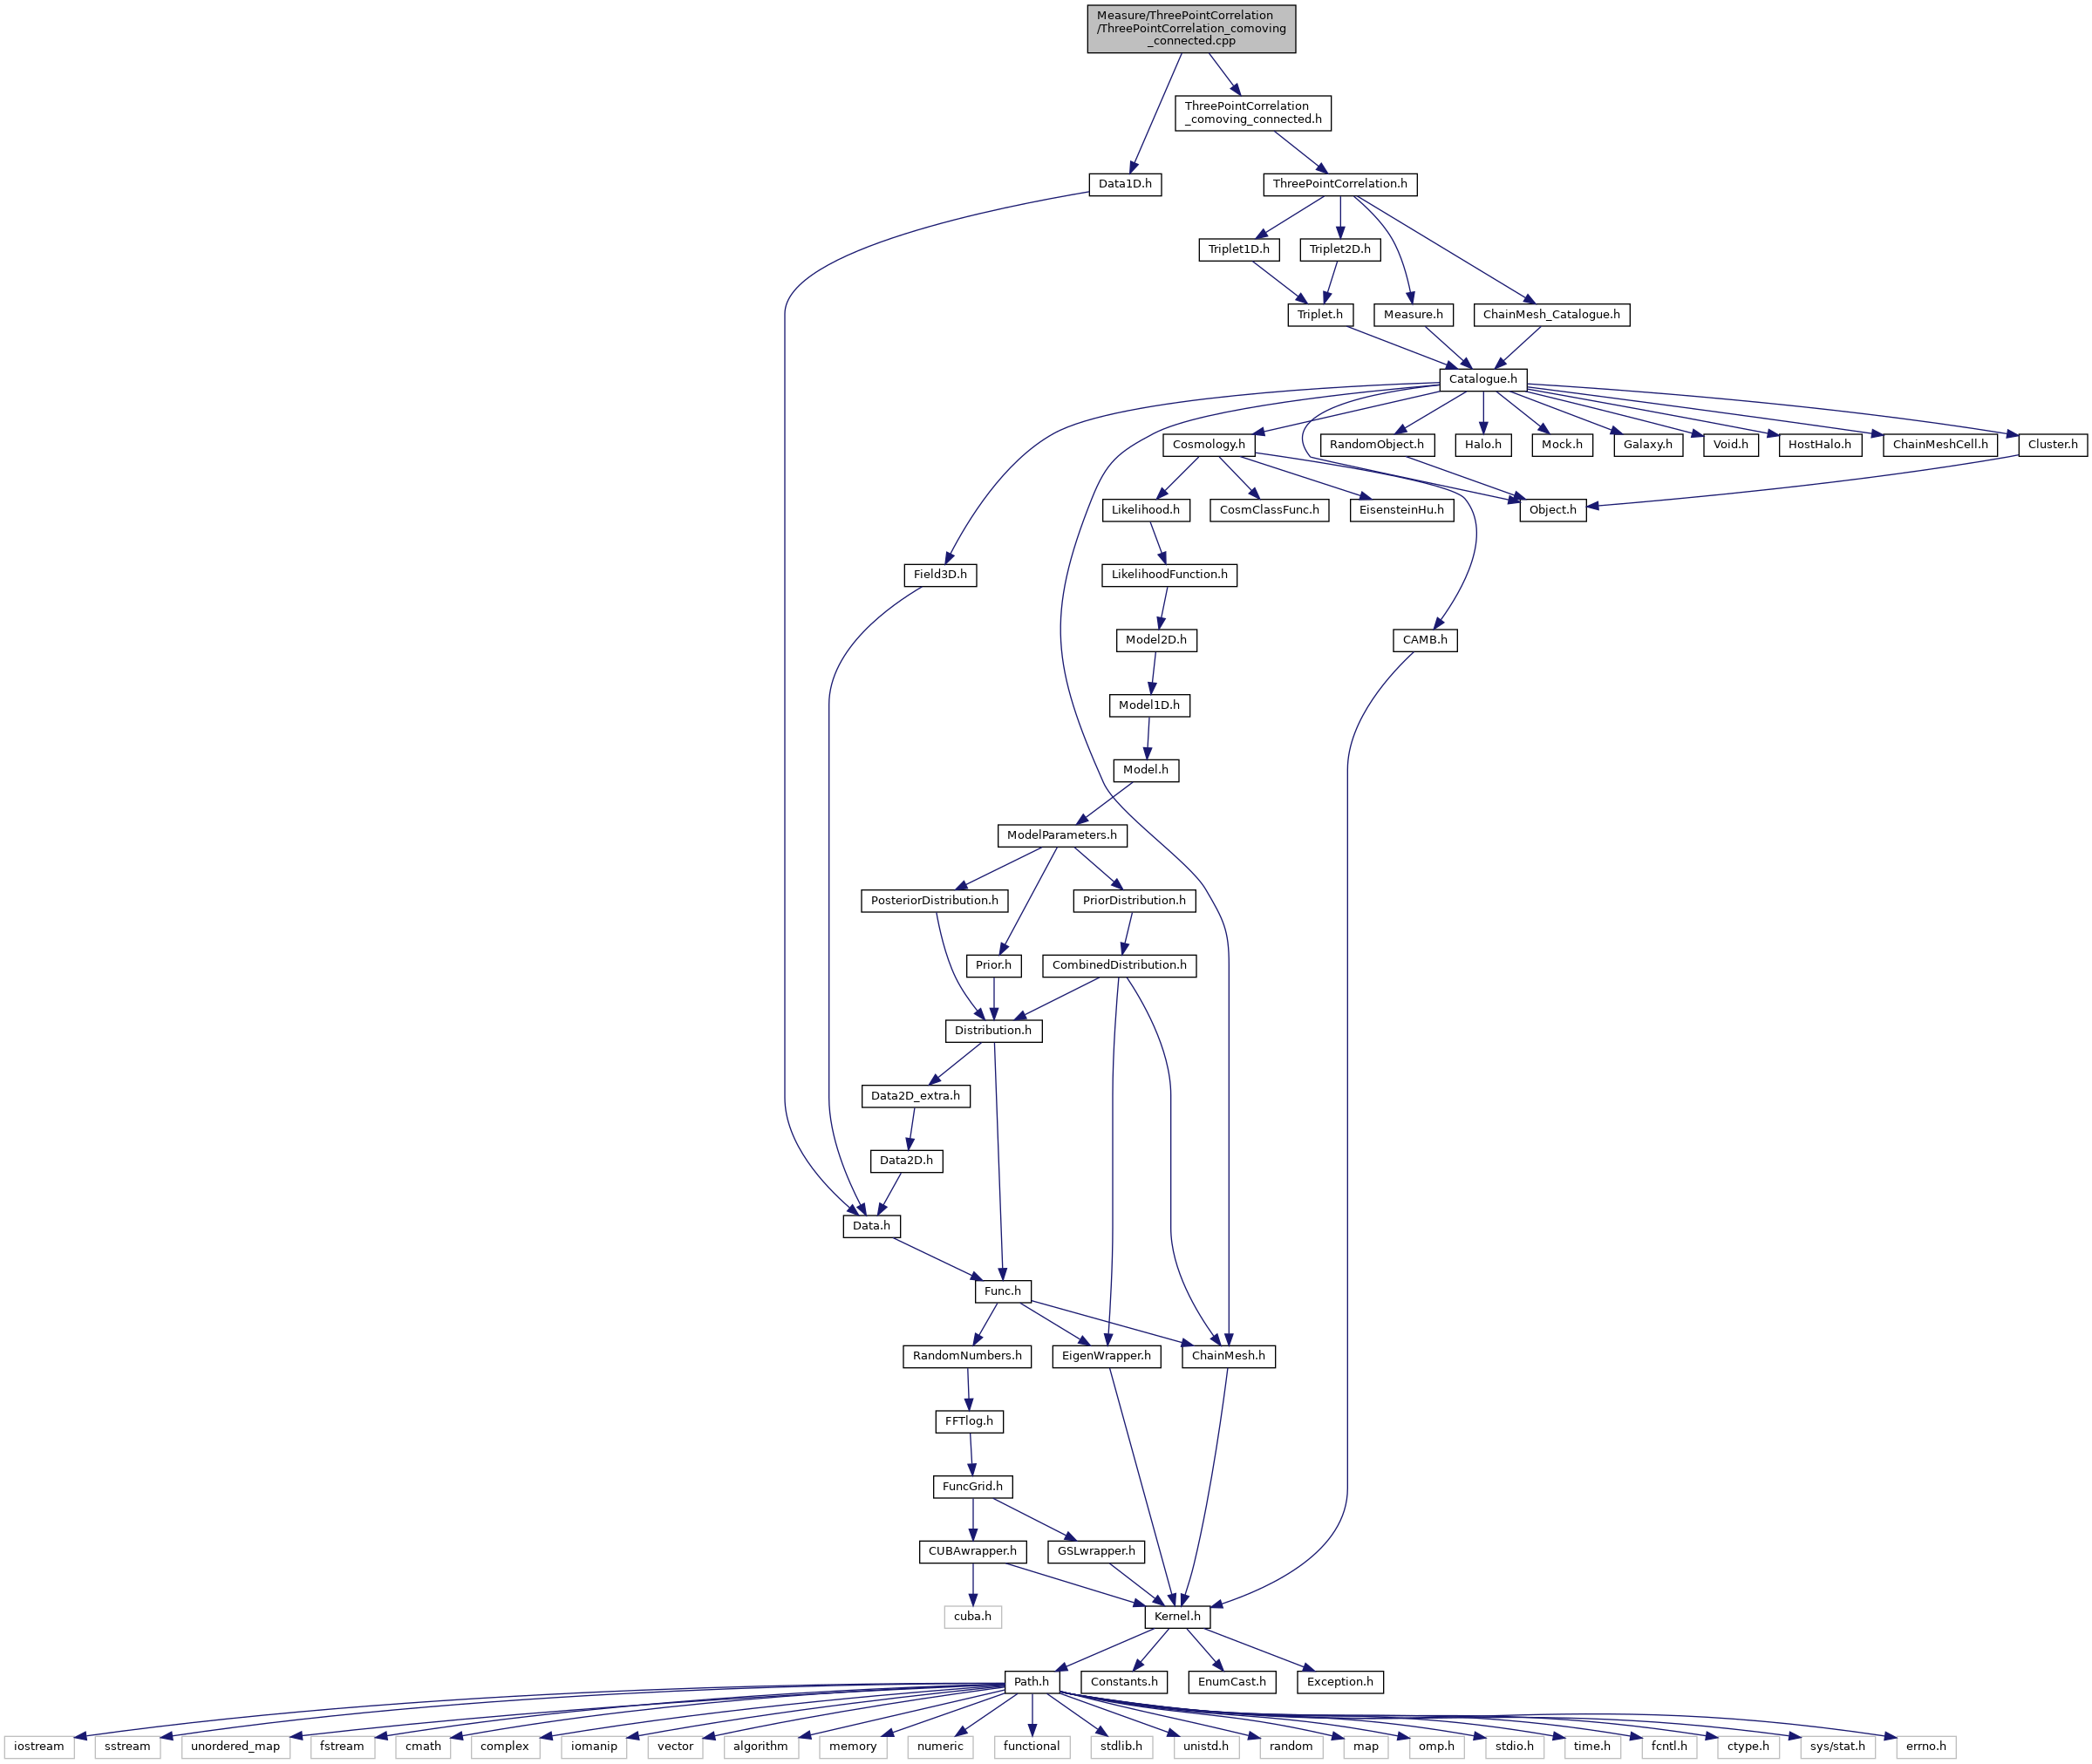 Measure/ThreePointCorrelation
/ThreePointCorrelation_comoving
_connected.cpp
ThreePointCorrelation
_comoving_connected.h
Data1D.h
ThreePointCorrelation.h
Triplet1D.h
Triplet2D.h
Triplet.h
Measure.h
ChainMesh_Catalogue.h
Catalogue.h
Cosmology.h
RandomObject.h
Halo.h
Mock.h
Galaxy.h
Void.h
HostHalo.h
ChainMeshCell.h
Cluster.h
Likelihood.h
CosmClassFunc.h
EisensteinHu.h
Object.h
Field3D.h
LikelihoodFunction.h
Model2D.h
CAMB.h
Model1D.h
Model.h
ModelParameters.h
PosteriorDistribution.h
PriorDistribution.h
Prior.h
CombinedDistribution.h
Distribution.h
Data2D_extra.h
Data2D.h
Data.h
Func.h
RandomNumbers.h
EigenWrapper.h
ChainMesh.h
FFTlog.h
FuncGrid.h
CUBAwrapper.h
GSLwrapper.h
cuba.h
Kernel.h
Path.h
Constants.h
EnumCast.h
Exception.h
iostream
sstream
unordered_map
fstream
cmath
complex
iomanip
vector
algorithm
memory
numeric
functional
stdlib.h
unistd.h
random
map
omp.h
stdio.h
time.h
fcntl.h
ctype.h
sys/stat.h
errno.h